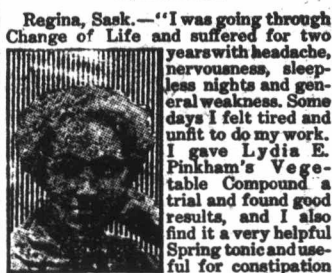 Regina, Sask.—"I was going through
Change of Life and suffered for two
years with headache,
nervousness, sleep-
less nights and gen-
eral weakness. Some
days I felt tired and
unfit to do my work.
I gave Lydia E.
Pinkham's Vege-
table Compound a
trial and found good
results, and I also
find it a very helpful
Spring tonic and use-
ful for constipation